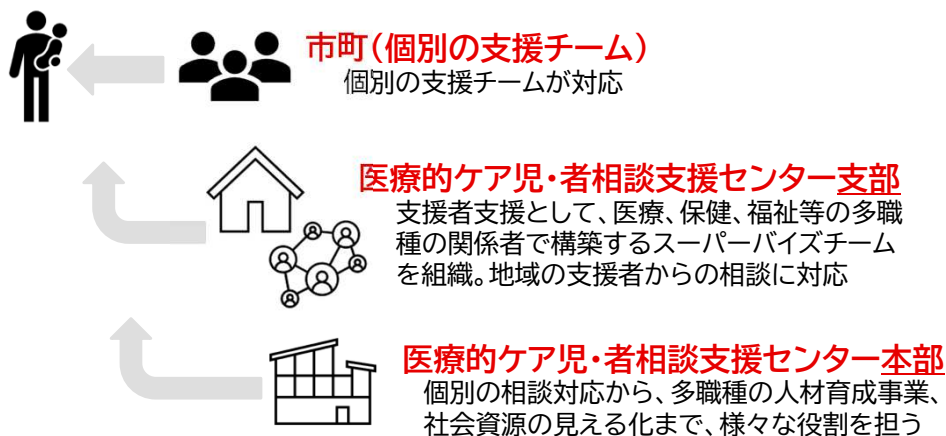 市町(個別の支援チーム)
個別の支援チームが対応
医療的ケア児・者相談支援センター支部
支援者支援として、医療、保健、福祉等の多職
種の関係者で構築するスーパーバイズチーム
を組織。地域の支援者からの相談に対応
医療的ケア児・者相談支援センター本部
個別の相談対応から、多職種の人材育成事業、
社会資源の見える化まで、様々な役割を担う